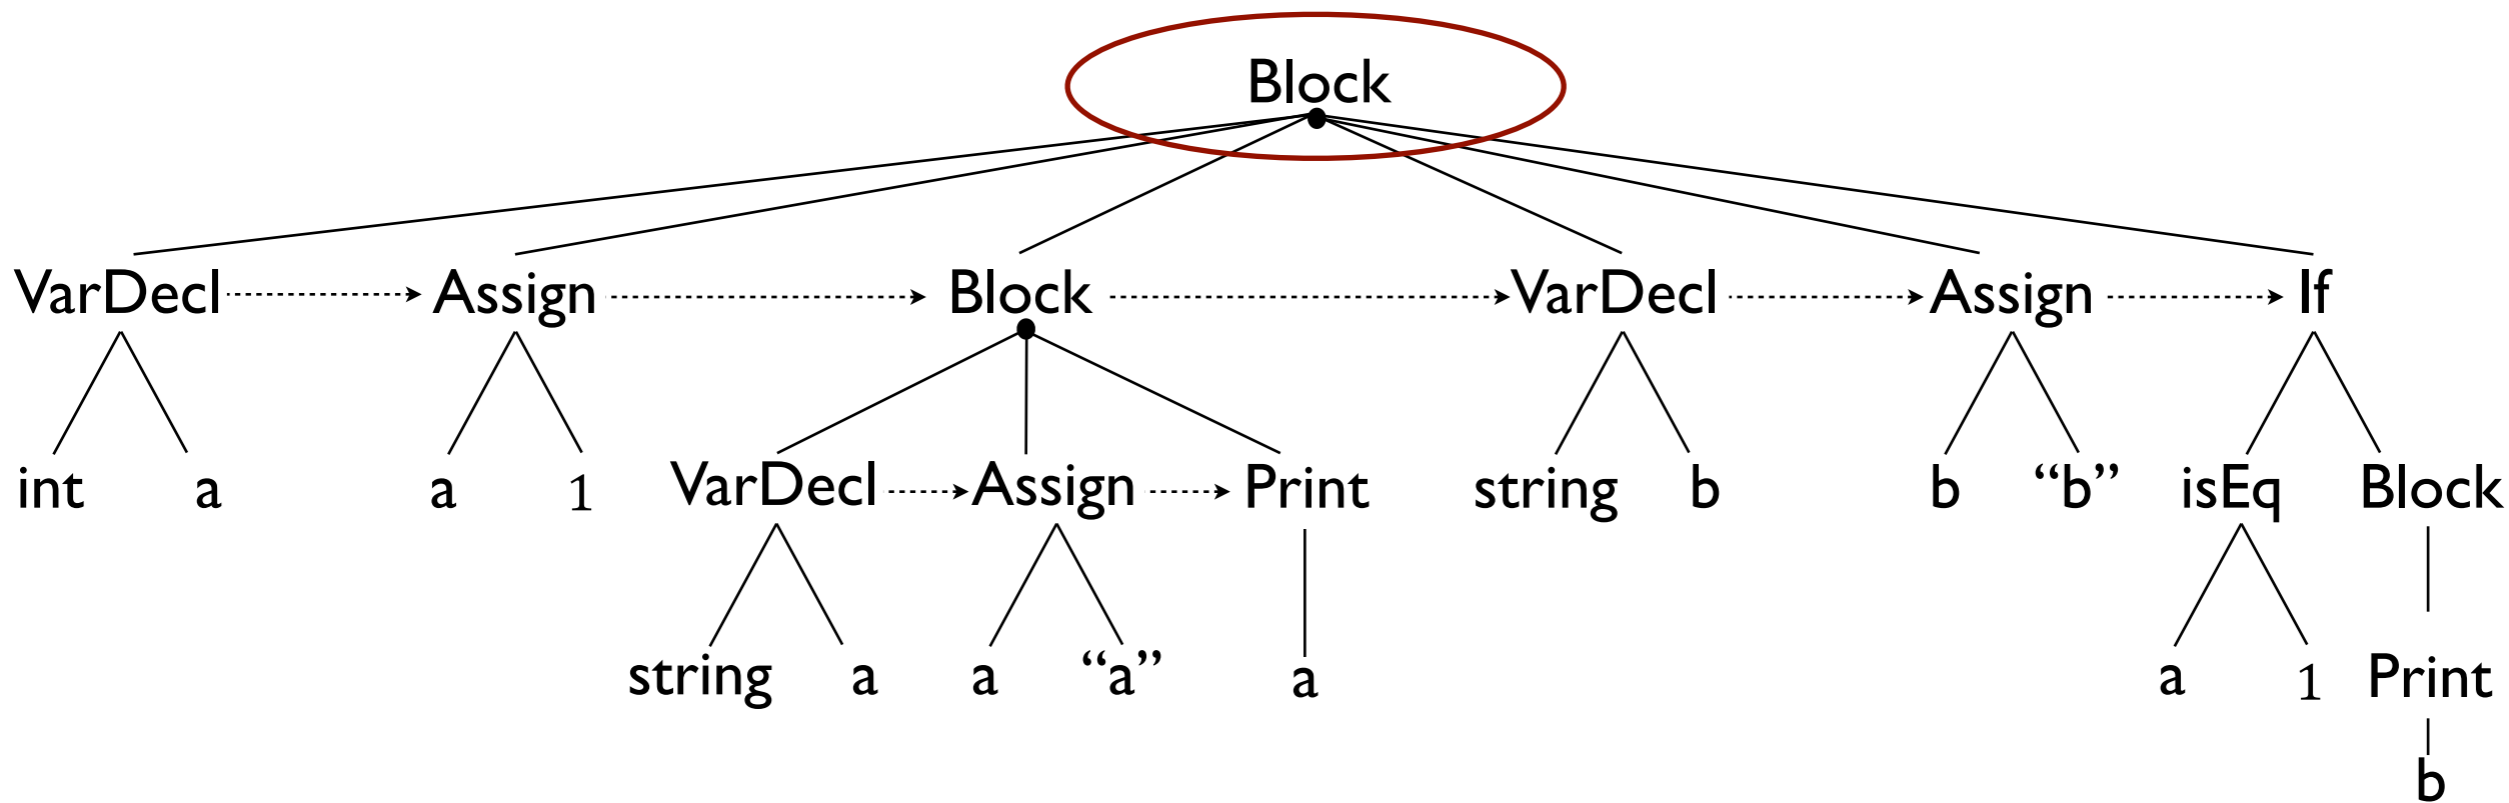 Block
VarDecl Assign Block VarDecl Assign If
int a a 1 VarDecl Assign Print string b b “b” isEq Block
string a a “a” a a 1 Print
b